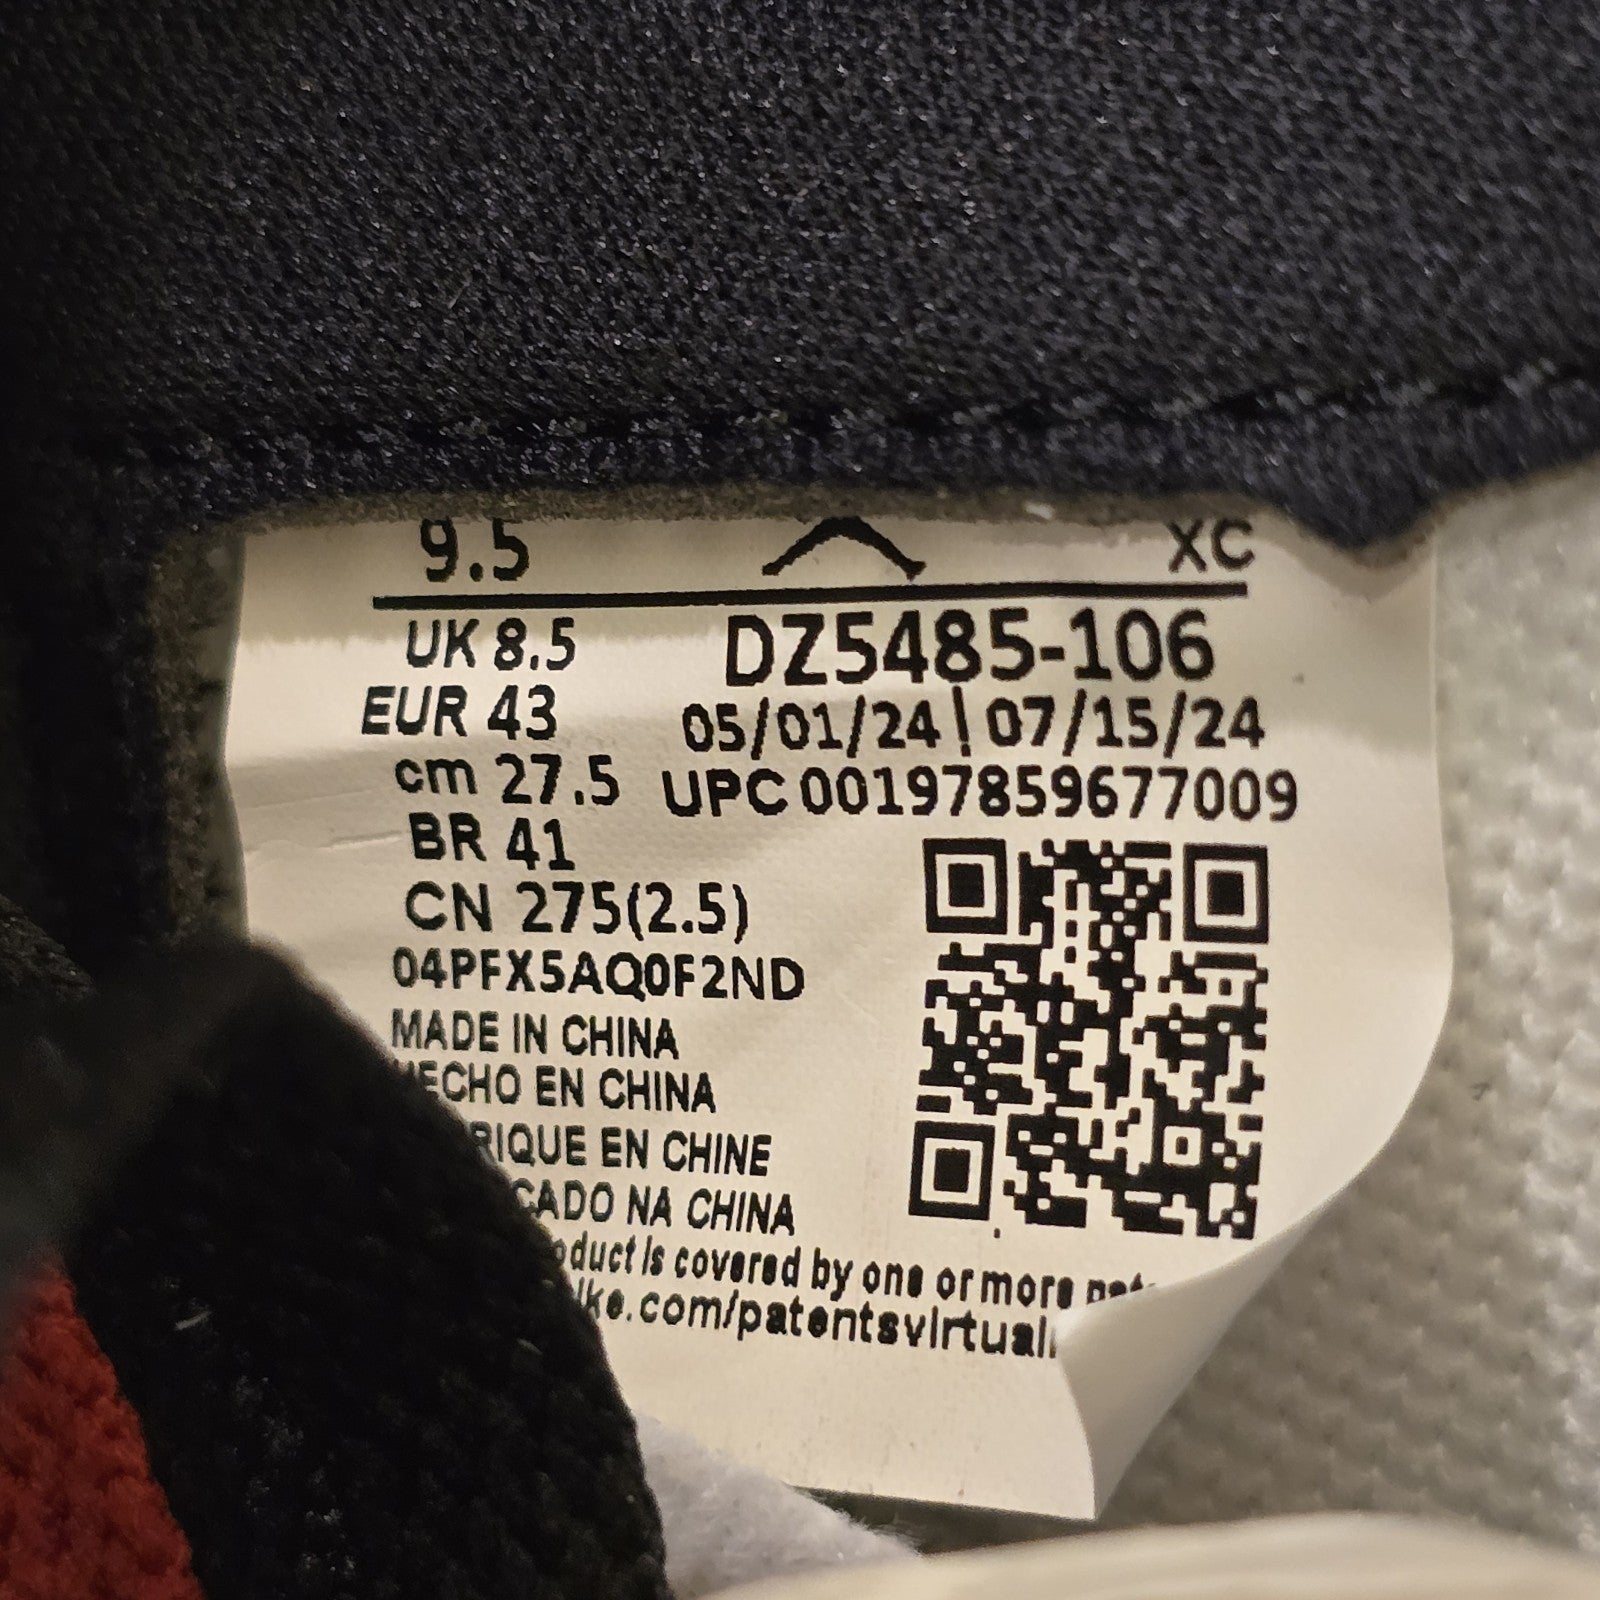 9.5 XC
UK 8.5 DZ5485-106
EUR 43 05/01/24 | 07/15/24
cm 27.5 UPC 00197859677009
BR 41
CN 275(2.5)
04PFX5AQ0F2ND
MADE IN CHINA
HECHO EN CHINA
RIQUE EN CHINE
CADO NA CHINA
oduct is covered by one or more
ike.com/patentsvirtual